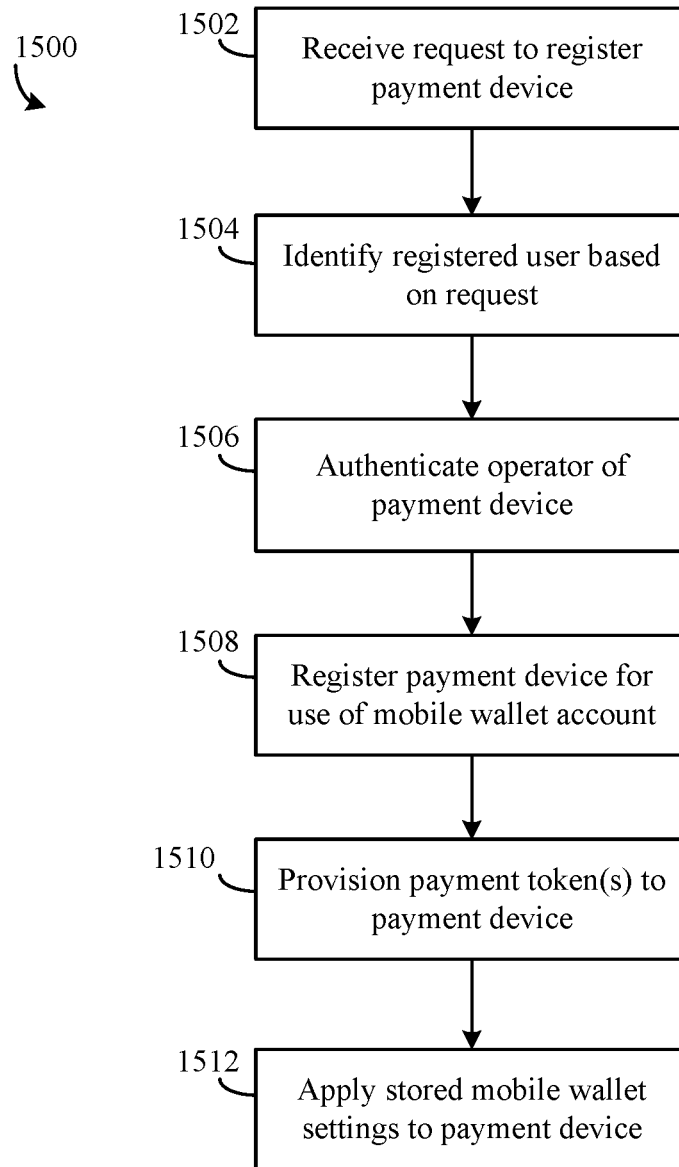 1500
1502
Receive request to register
payment device
1504
Identify registered user based
on request
1506
Authenticate operator of
payment device
1508
Register payment device for
use of mobile wallet account
1510
Provision payment token(s) to
payment device
1512
Apply stored mobile wallet
settings to payment device